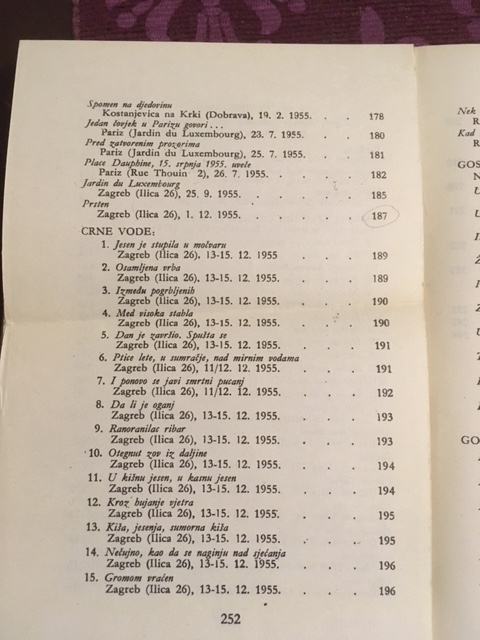 Spomen na djedovinu
Kostanjevica na Krki (Dobrava), 19. 2. 1955. . . 178
Jedan čovjek u Parizu govori . . .
Pariz (Jardin du Luxembourg), 23. 7. 1955. . . 180
Pred zatvorenim prozorima
Pariz (Jardin du Luxembourg), 25. 7. 1955. . . 181
Place Dauphine, 15. srpnja 1955. uveče
Pariz (Rue Thouin 2), 26. 7. 1955. . . . . 182
Jardin du Luxembourg
Zagreb (Ilica 26), 25. 9. 1955. . . . . . 185
Prsten
Zagreb (Ilica 26), 1. 12. 1955. . . . . . 187
CRNE VODE:
1. Jesen je stupila u močvaru
Zagreb (Ilica 26), 13-15. 12. 1955 . . . 189
2. Osamljena vrba
Zagreb (Ilica 26), 13-15. 12. 1955. . . . 189
3. Između pogrbljenih
Zagreb (Ilica 26), 13-15. 12. 1955. . . . 190
4. Med visoka stabla
Zagreb (Ilica 26), 13-15. 12. 1955. . . . 190
5. Dan je završio. Spušta se
Zagreb (Ilica 26), 13-15. 12. 1955. . . . 191
6. Ptice lete, u sumračje, nad mirnim vodama
Zagreb (Ilica 26), 11/12. 12. 1955. . . . 191
7. I ponovo se javi smrtni pucanj
Zagreb (Ilica 26), 11/12. 12. 1955. . . . 192
8. Da li je oganj
Zagreb (Ilica 26), 13-15. 12. 1955. . . . 193
9. Ranoranilac ribar
Zagreb (Ilica 26), 13-15. 12. 1955. . . . 193
10. Otegnut zov iz daljine
Zagreb (Ilica 26), 13-15. 12. 1955. . . . 194
11. U kišnu jesen, u kasnu jesen
Zagreb (Ilica 26), 13-15. 12. 1955. . . . 194
12. Kroz bujanje vjetra
Zagreb (Ilica 26), 13-15. 12. 1955. . . . 195
13. Kiša, jesenja, sumorna kiša
Zagreb (Ilica 26), 13-15. 12. 1955. . . . 195
14. Nečujno, kao da se naginju nad sjećanja
Zagreb (Ilica 26), 13-15. 12. 1955. . . . 196
15. Gromom vraćen
Zagreb (Ilica 26), 13-15. 12. 1955. . . . 196
252
Nek
Kad
GOS
GO